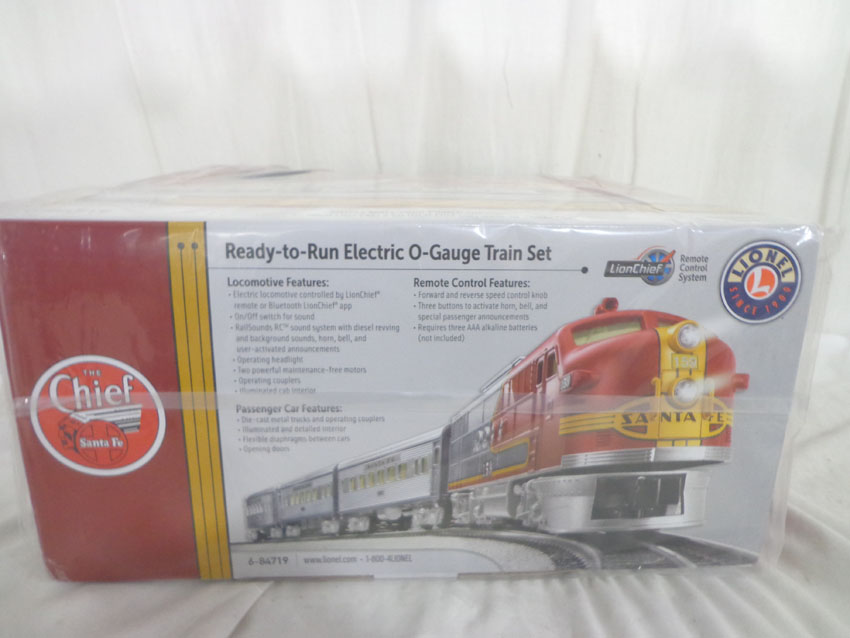 Ready-to-Run Electric O-Gauge Train Set
LionChief
Remote
Control
System
LIONEL
L
SINCE 1900
Locomotive Features:
• Electric locomotive controlled by LionChief®
remote or Bluetooth LionChief® app
• On/Off switch for sound
• RailSounds RC™ sound system with diesel revving
and background sounds, horn, bell, and
user-activated announcements
• Operating headlight
• Two powerful maintenance-free motors
• Operating couplers
• Illuminated cab interior
Passenger Car Features:
• Die-cast metal trucks and operating couplers
• Illuminated and detailed interior
• Flexible diaphragms between cars
• Opening doors
Remote Control Features:
• Forward and reverse speed control knob
• Three buttons to activate horn, bell, and
special passenger announcements
• Requires three AAA alkaline batteries
(not included)
THE
Chief
Santa Fe
SANTA FE
6-84719
www.lionel.com - 1-800-4LIONEL